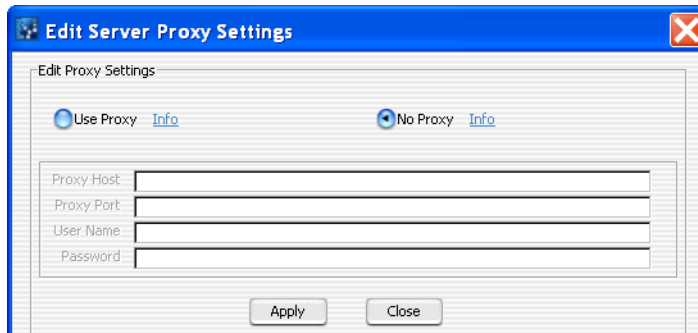 Edit Server Proxy Settings
Edit Proxy Settings
Use Proxy Info No Proxy Info
Proxy Host
Proxy Port
User Name
Password
Apply Close